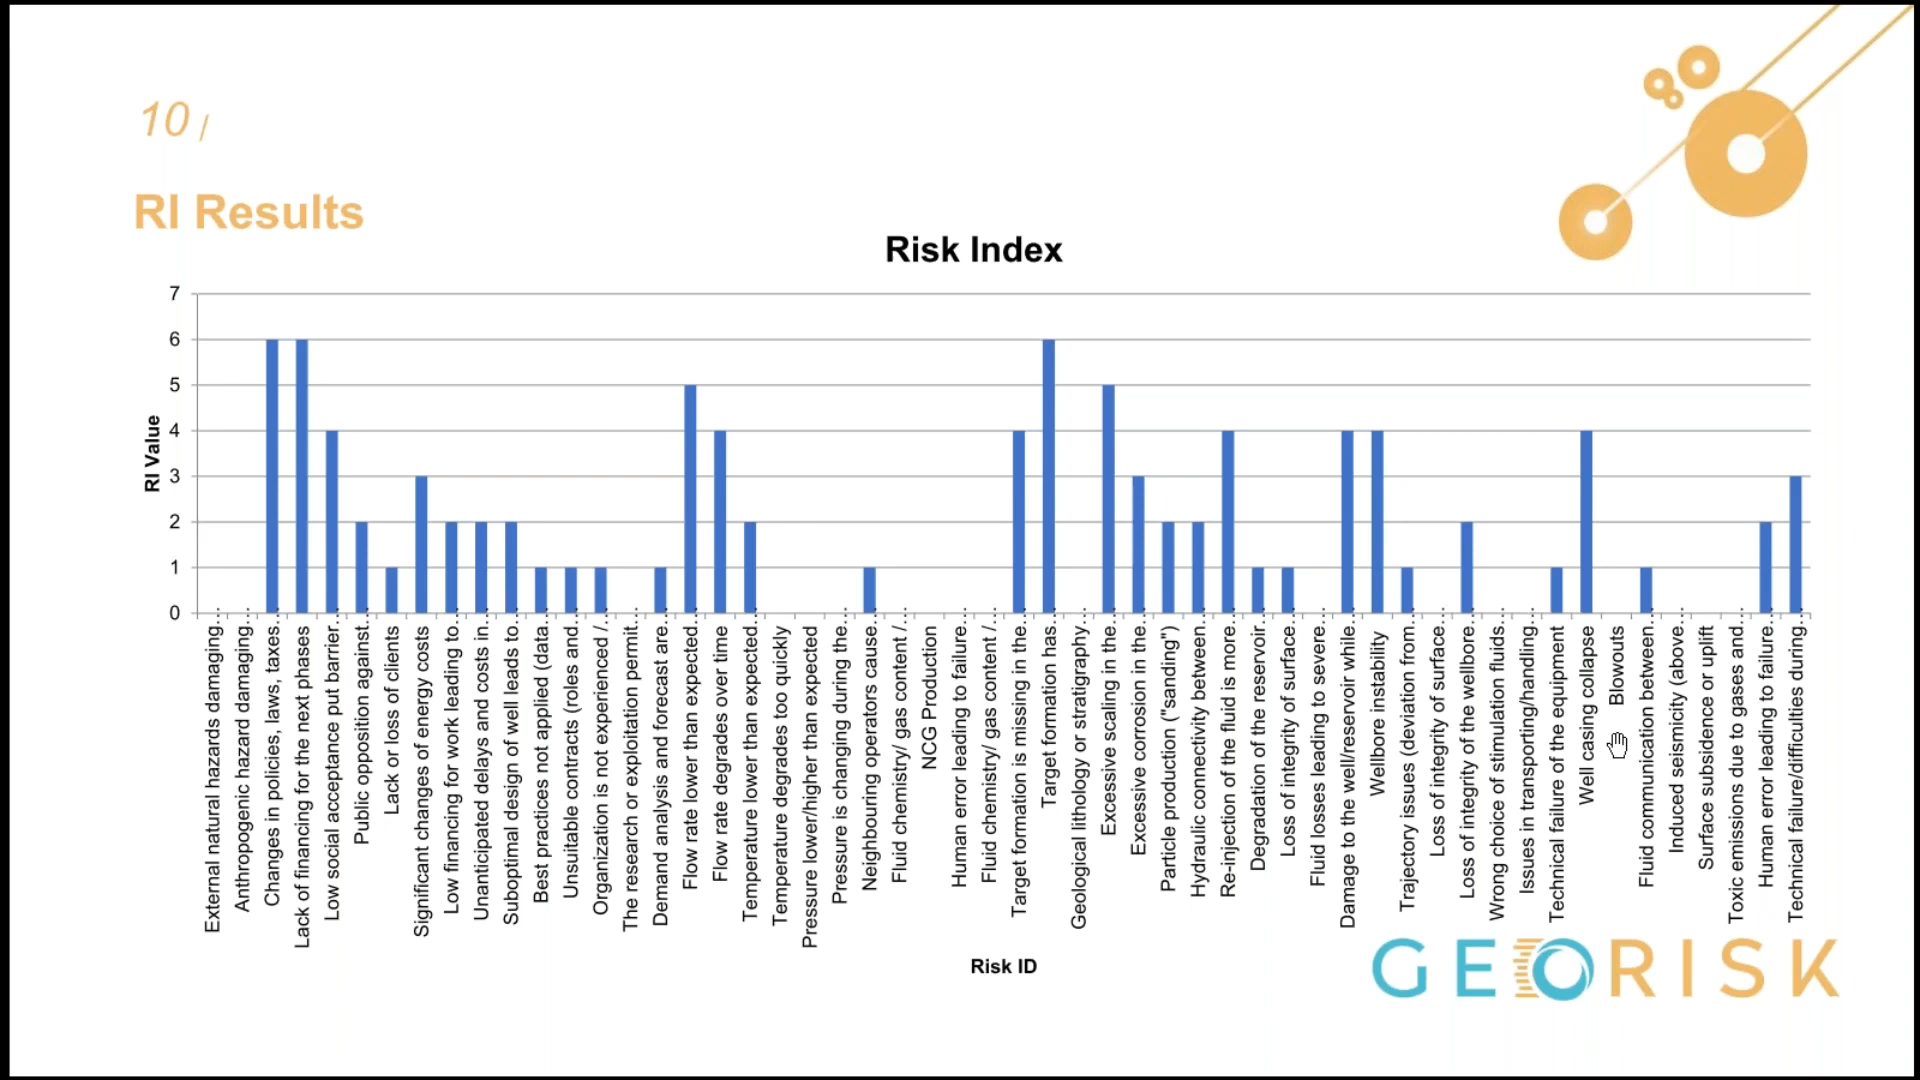 10 /
RI Results
Risk Index
RI Value
7
6
5
4
3
2
1
0
External natural hazards damaging…
Anthropogenic hazard damaging…
Changes in policies, laws, taxes…
Lack of financing for the next phases
Low social acceptance put barrier…
Public opposition against…
Lack or loss of clients
Significant changes of energy costs
Low financing for work leading to…
Unanticipated delays and costs in…
Suboptimal design of well leads to…
Best practices not applied (data…
Unsuitable contracts (roles and…
Organization is not experienced /…
The research or exploitation permit…
Demand analysis and forecast are…
Flow rate lower than expected…
Flow rate degrades over time
Temperature lower than expected…
Temperature degrades too quickly
Pressure lower/higher than expected
Pressure is changing during the…
Neighbouring operators cause…
Fluid chemistry/ gas content /…
NCG Production
Human error leading to failure…
Fluid chemistry/ gas content /…
Target formation is missing in the…
Target formation has…
Geological lithology or stratigraphy…
Excessive scaling in the…
Excessive corrosion in the…
Particle production ("sanding")
Hydraulic connectivity between…
Re-injection of the fluid is more…
Degradation of the reservoir…
Loss of integrity of surface…
Fluid losses leading to severe…
Damage to the well/reservoir while…
Wellbore instability
Trajectory issues (deviation from…
Loss of integrity of surface…
Loss of integrity of the wellbore…
Wrong choice of stimulation fluids…
Issues in transporting/handling…
Technical failure of the equipment
Well casing collapse
Blowouts
Fluid communication between…
Induced seismicity (above…
Surface subsidence or uplift
Toxic emissions due to gases and…
Human error leading to failure…
Technical failure/difficulties during…
Risk ID
GEORISK